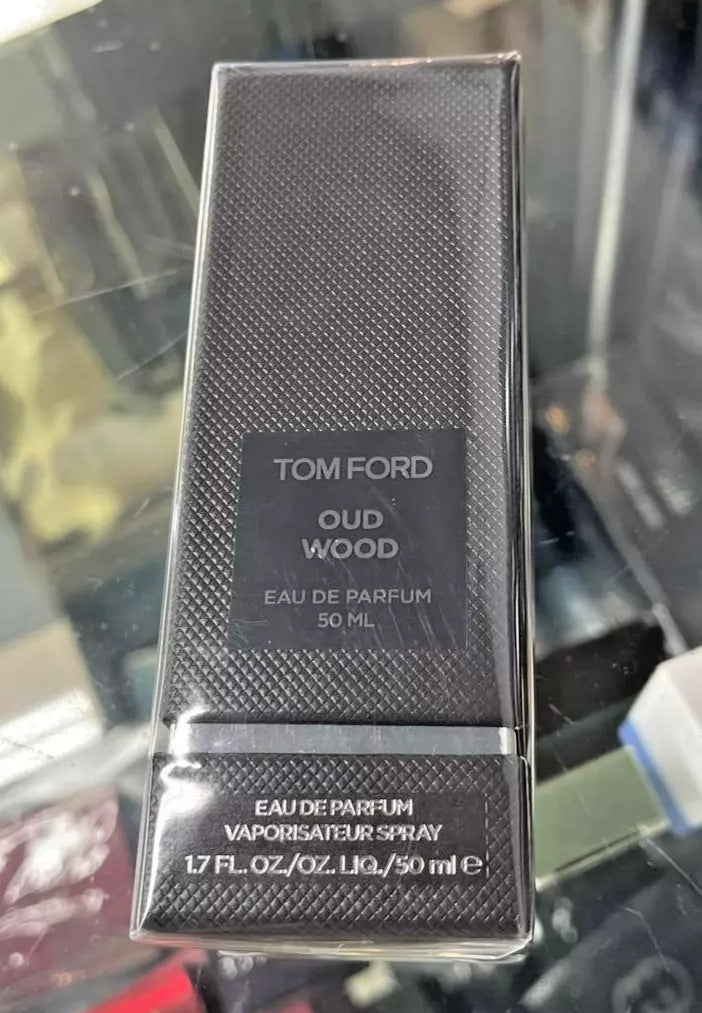 TOM FORD
OUD
WOOD
EAU DE PARFUM
50 ML
EAU DE PARFUM
VAPORISATEUR SPRAY
1.7 FL. OZ./OZ. LIQ./50 ml ℮